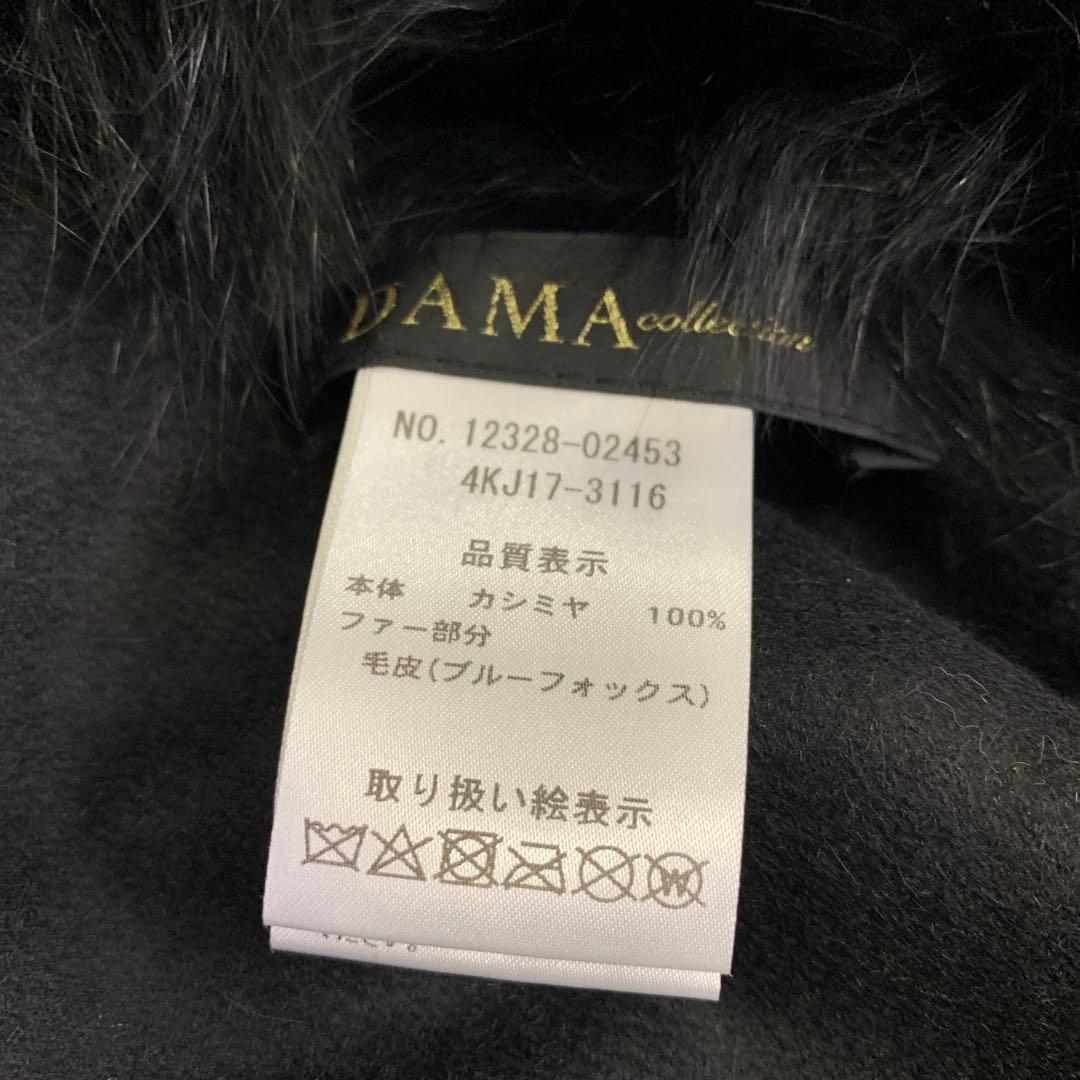 DAMA collection
NO. 12328-02453
4KJ17-3116
品質表示
本体 カシミヤ 100%
ファー部分
毛皮(ブルーフォックス)
取り扱い絵表示
W